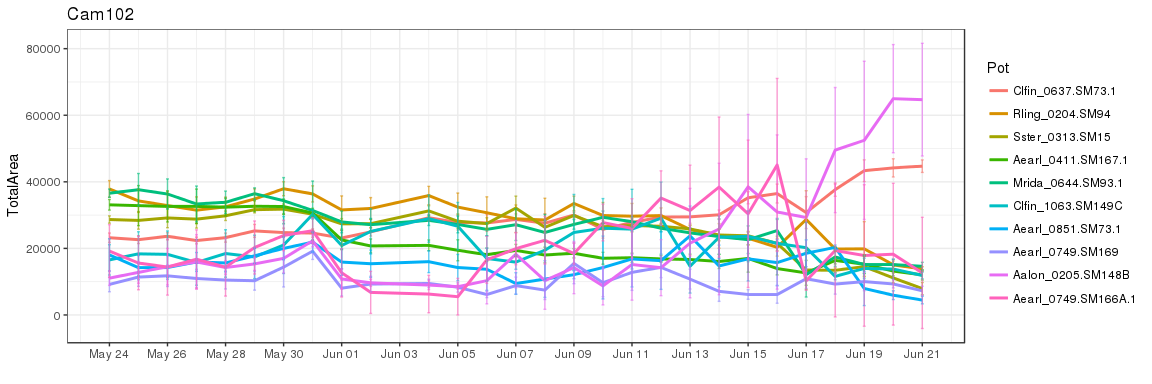 Cam102
TotalArea
80000
60000
40000
20000
0
May 24 May 26 May 28 May 30 Jun 01 Jun 03 Jun 05 Jun 07 Jun 09 Jun 11 Jun 13 Jun 15 Jun 17 Jun 19 Jun 21
Pot
Clfin_0637.SM73.1
Rling_0204.SM94
Sster_0313.SM15
Aearl_0411.SM167.1
Mrida_0644.SM93.1
Clfin_1063.SM149C
Aearl_0851.SM73.1
Aearl_0749.SM169
Aalon_0205.SM148B
Aearl_0749.SM166A.1